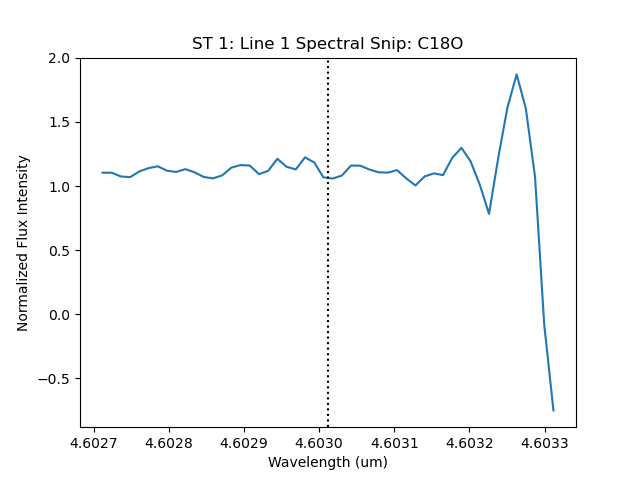 ST 1: Line 1 Spectral Snip: C18O
Normalized Flux Intensity
2.0
1.5
1.0
0.5
0.0
−0.5
4.6027 4.6028 4.6029 4.6030 4.6031 4.6032 4.6033
Wavelength (um)